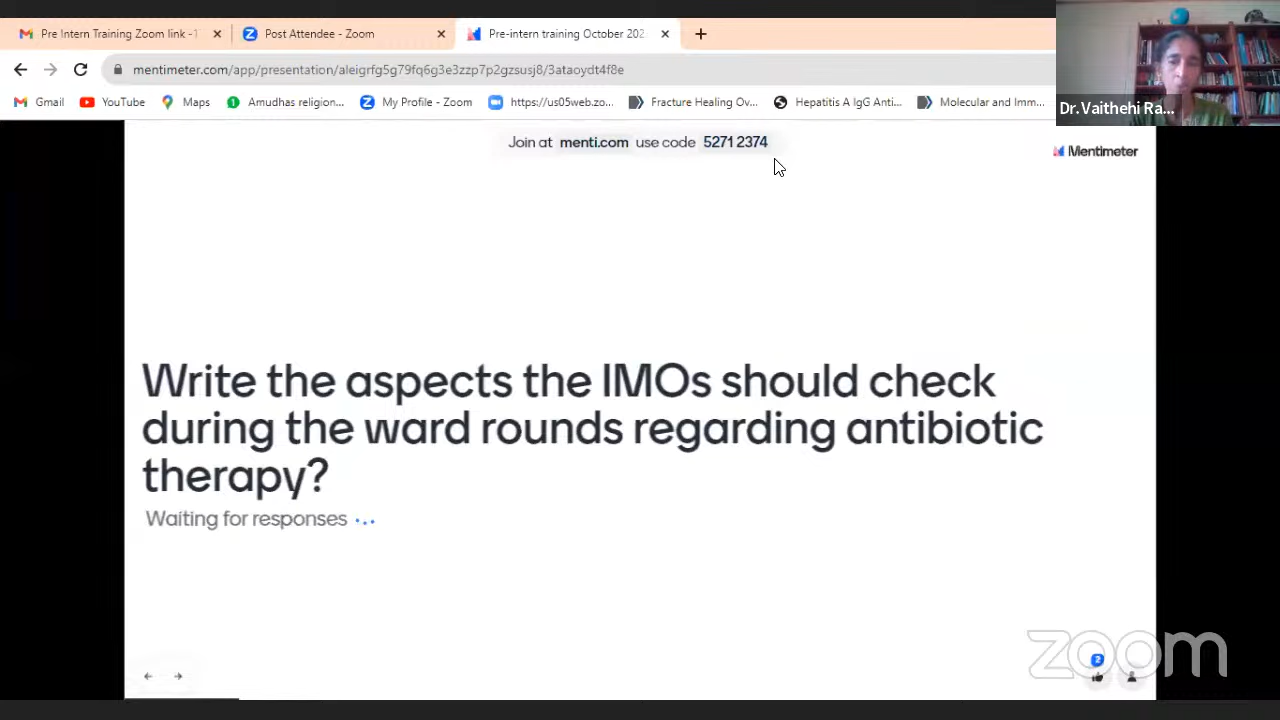 Pre Intern Training Zoom link - 1
Post Attendee - Zoom
Pre-intern training October 202
mentimeter.com/app/presentation/aleigrfg5g79fq6g3e3zzp7p2gzsusj8/3ataoydt4f8e
Gmail YouTube Maps Amudhas religion... My Profile - Zoom https://us05web.zo... Fracture Healing Ov... Hepatitis A IgG Anti... Molecular and Imm...
Dr.Vaithehi Ra...
Join at menti.com use code 5271 2374
Mentimeter
Write the aspects the IMOs should check
during the ward rounds regarding antibiotic
therapy?
Waiting for responses ...
zoom
2